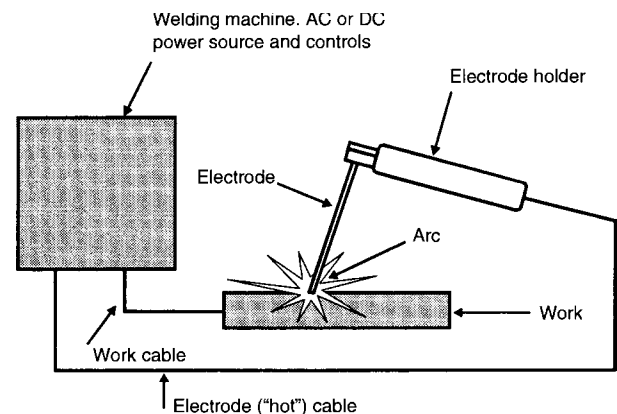 Welding machine. AC or DC
power source and controls
Electrode holder
Electrode
Arc
Work
Work cable
Electrode (“hot”) cable